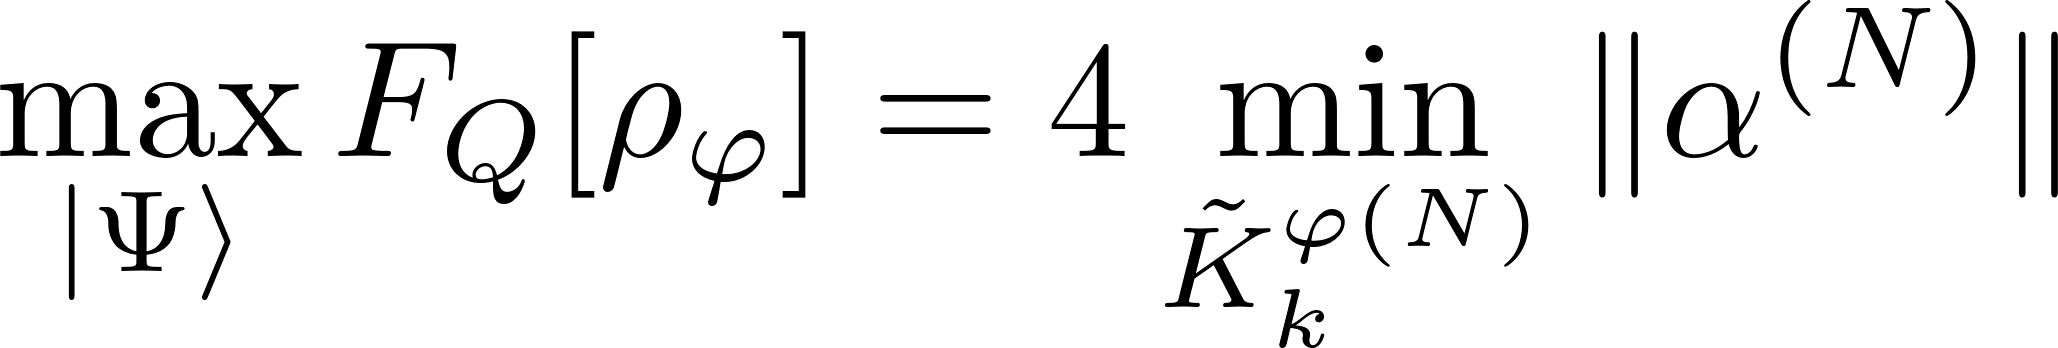 \max_{|\Psi\rangle} F_Q[\rho_\varphi] = 4 \min_{\tilde{K}_k^{\varphi(N)}} \|\alpha^{(N)}\|